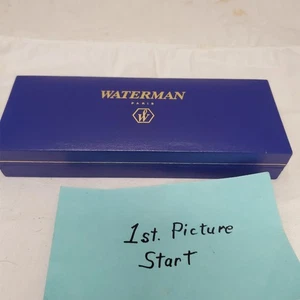 WATERMAN
PARIS
1st. Picture
Start